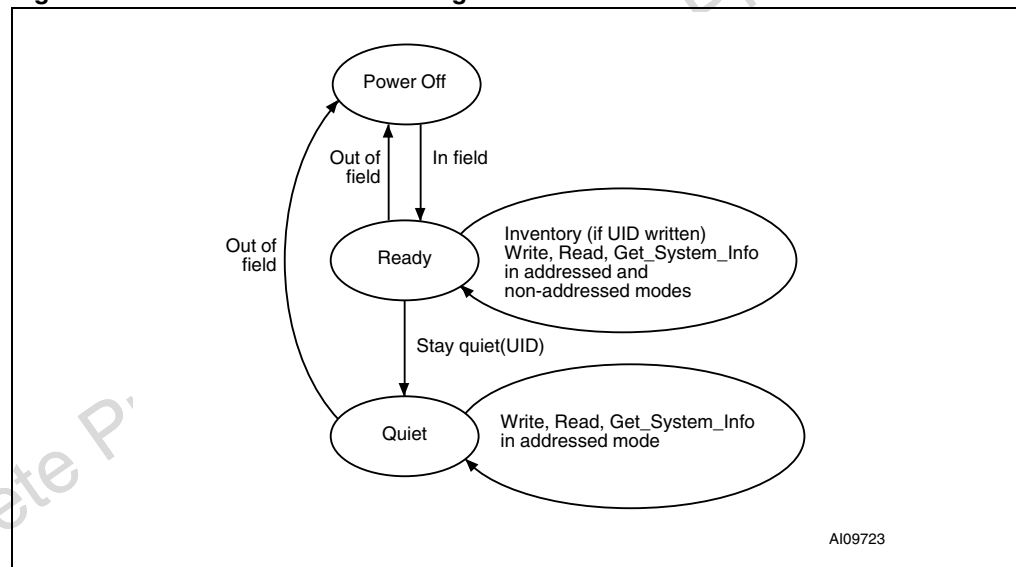 Power Off
Out of
field
In field
Out of
field
Ready
Inventory (if UID written)
Write, Read, Get_System_Info
in addressed and
non-addressed modes
Stay quiet(UID)
Quiet
Write, Read, Get_System_Info
in addressed mode
AI09723